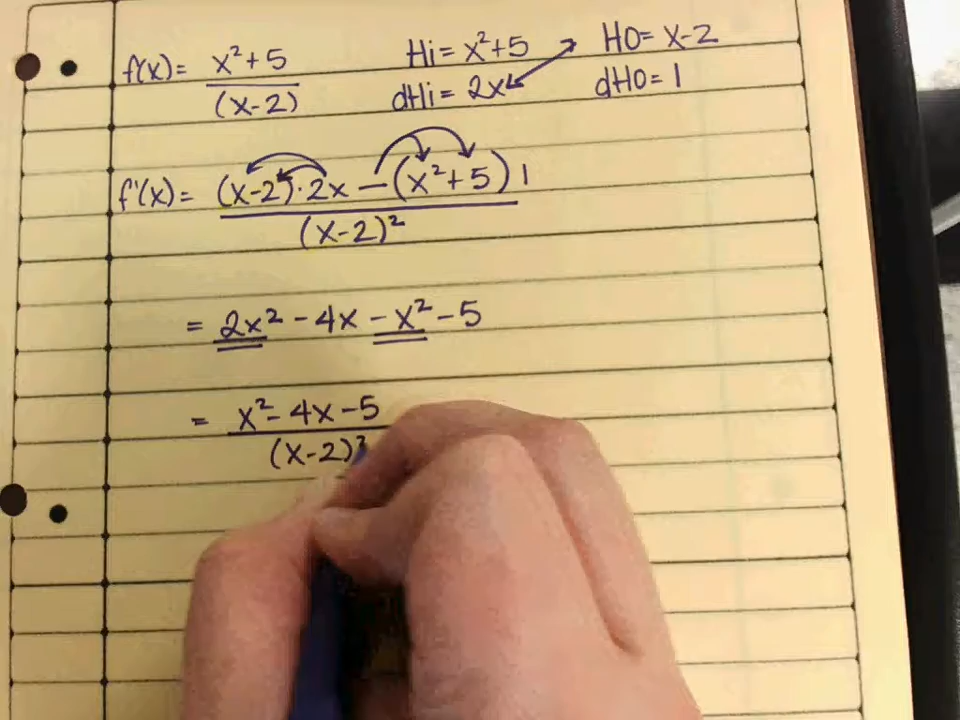 f(x) = x²+5 / (x-2) Hi = x²+5 HO = x-2
dHi = 2x dHO = 1
f'(x) = (x-2)·2x - (x²+5) 1 / (x-2)²
= 2x² - 4x - x² - 5
= x² - 4x - 5 / (x-2)²